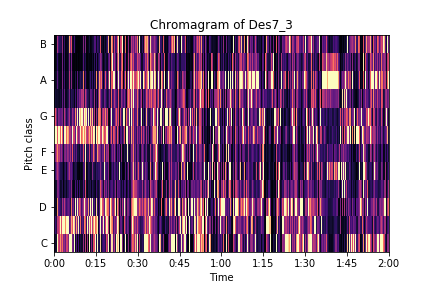 Chromagram of Des7_3
B
A
G
F
E
D
C
Pitch class
0:00 0:15 0:30 0:45 1:00 1:15 1:30 1:45 2:00
Time